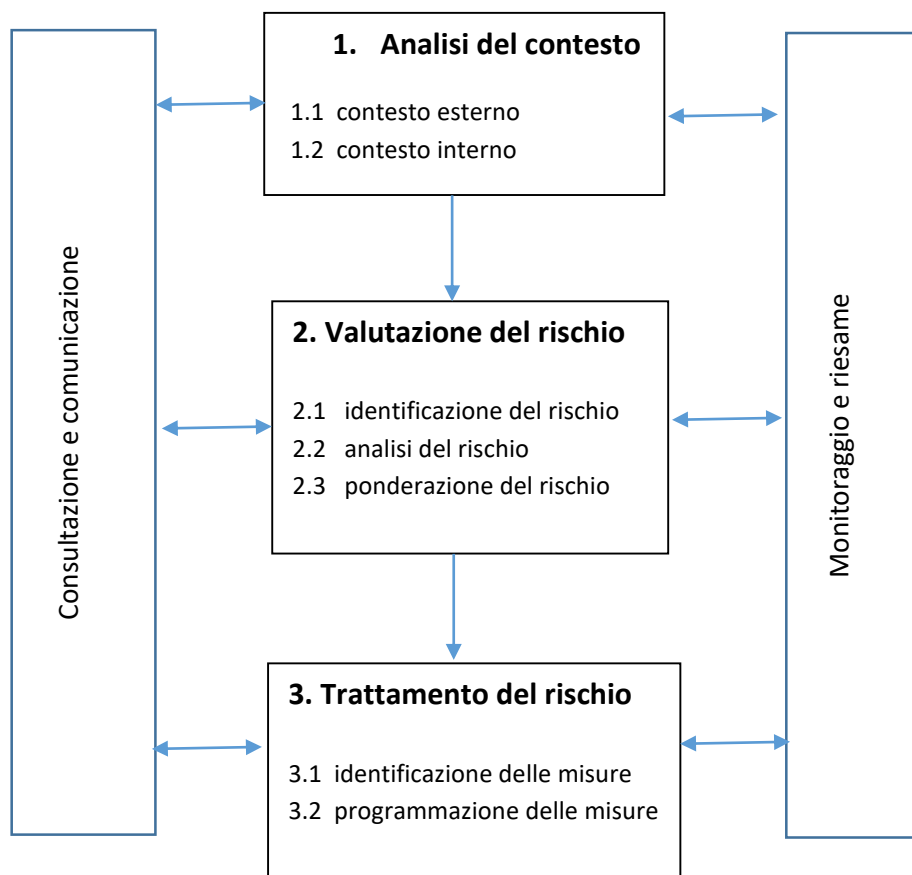 Consultazione e comunicazione
1. Analisi del contesto
1.1 contesto esterno
1.2 contesto interno
2. Valutazione del rischio
2.1 identificazione del rischio
2.2 analisi del rischio
2.3 ponderazione del rischio
3. Trattamento del rischio
3.1 identificazione delle misure
3.2 programmazione delle misure
Monitoraggio e riesame